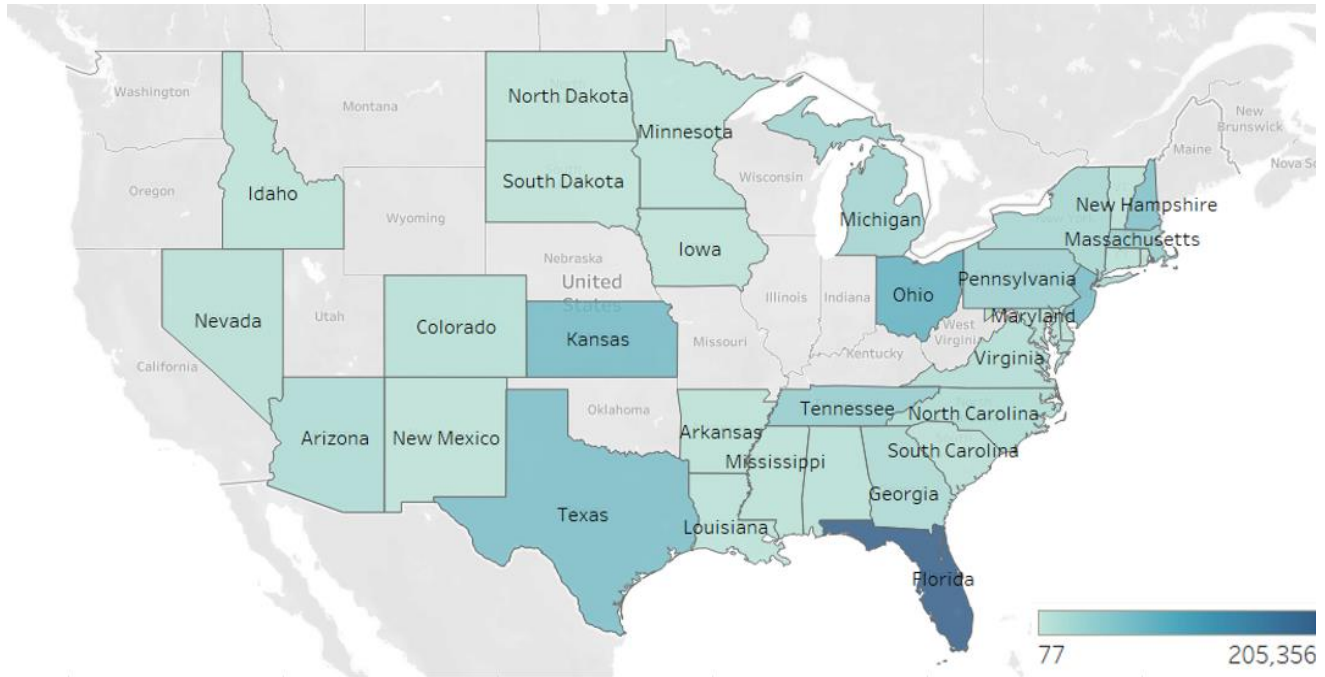 Washington
Montana
North Dakota
Minnesota
Maine
New
Brunswick
Nova Sc
Oregon
Idaho
Wyoming
South Dakota
Wisconsin
Michigan
New Hampshire
New York
Massachusetts
Iowa
Nebraska
United
States
Pennsylvania
Ohio
Illinois
Indiana
Maryland
Nevada
Utah
Colorado
Kansas
Missouri
West
Virginia
Kentucky
Virginia
California
Arizona
New Mexico
Oklahoma
Arkansas
Tennessee
North Carolina
South Carolina
Mississippi
Georgia
Texas
Louisiana
Florida
77
205,356